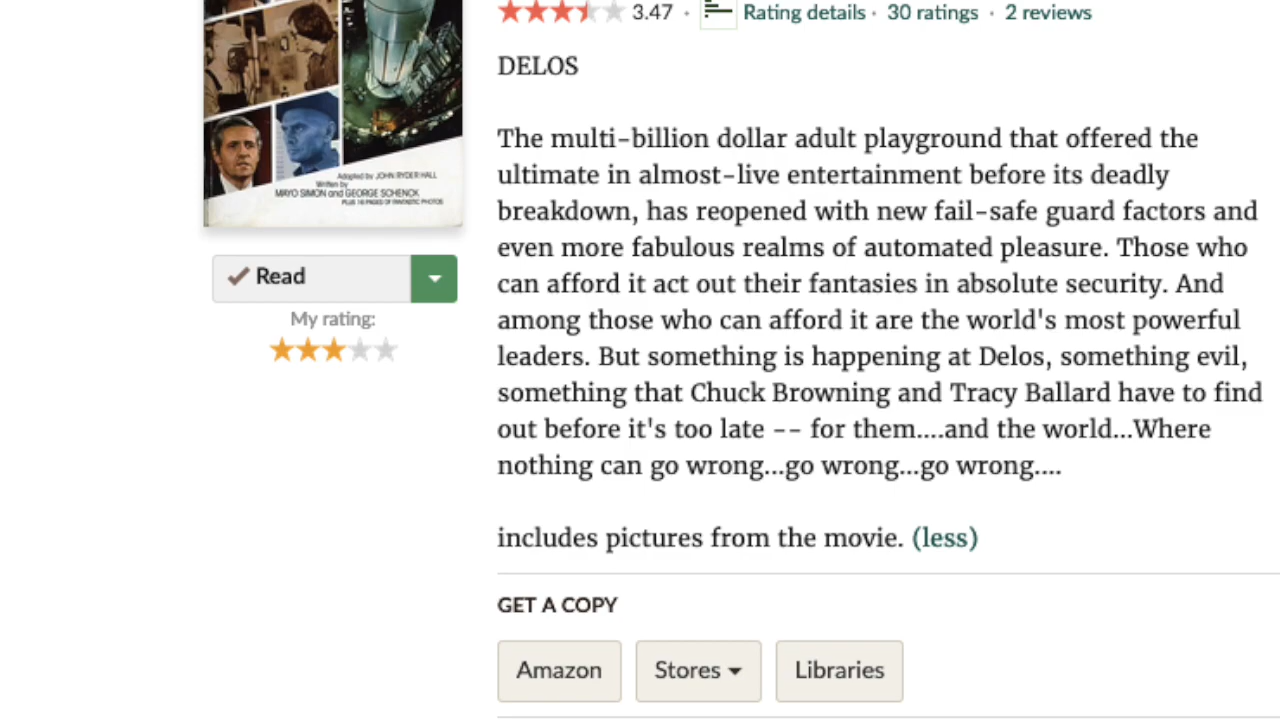 3.47 · Rating details · 30 ratings · 2 reviews
DELOS
The multi-billion dollar adult playground that offered the
ultimate in almost-live entertainment before its deadly
breakdown, has reopened with new fail-safe guard factors and
even more fabulous realms of automated pleasure. Those who
can afford it act out their fantasies in absolute security. And
among those who can afford it are the world's most powerful
leaders. But something is happening at Delos, something evil,
something that Chuck Browning and Tracy Ballard have to find
out before it's too late -- for them....and the world...Where
nothing can go wrong...go wrong...go wrong....
includes pictures from the movie. (less)
GET A COPY
Amazon Stores Libraries
Adapted by JOHN RYDER HALL
Written by
MAYO SIMON and GEORGE SCHENCK
PLUS 16 PAGES OF FANTASTIC PHOTOS
Read
My rating: